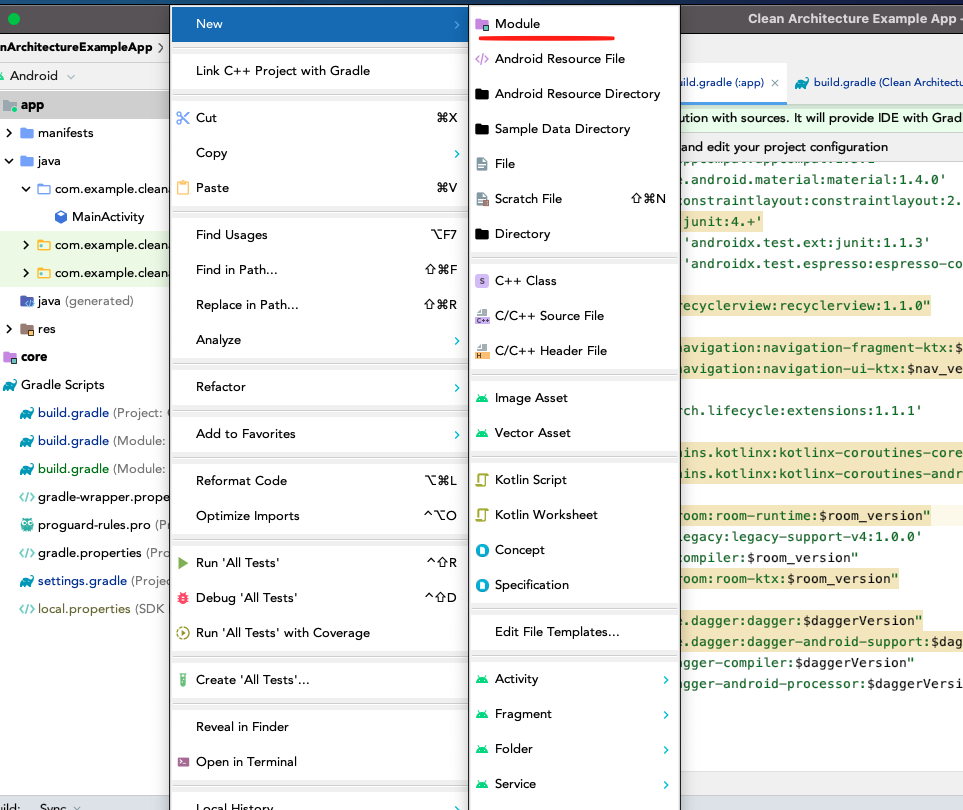 Clean Architecture Example App –
nArchitectureExampleApp
Android
app
manifests
java
com.example.clean
MainActivity
com.example.clean
com.example.clean
java (generated)
res
core
Gradle Scripts
build.gradle (Project:
build.gradle (Module:
build.gradle (Module:
gradle-wrapper.prope
proguard-rules.pro (P
gradle.properties (Pro
settings.gradle (Projec
local.properties (SDK
Sync
New
Link C++ Project with Gradle
Cut ⌘X
Copy
Paste ⌘V
Find Usages ⌥F7
Find in Path... ⇧⌘F
Replace in Path... ⇧⌘R
Analyze
Refactor
Add to Favorites
Reformat Code ⌥⌘L
Optimize Imports ^⌥O
Run 'All Tests' ^⇧R
Debug 'All Tests' ^⇧D
Run 'All Tests' with Coverage
Create 'All Tests'...
Reveal in Finder
Open in Terminal
Local History
Module
Android Resource File
Android Resource Directory
Sample Data Directory
File
Scratch File ⇧⌘N
Directory
C++ Class
C/C++ Source File
C/C++ Header File
Image Asset
Vector Asset
Kotlin Script
Kotlin Worksheet
Concept
Specification
Edit File Templates...
Activity
Fragment
Folder
Service
ild.gradle (:app)
build.gradle (Clean Architectu
ution with sources. It will provide IDE with Gradl
and edit your project configuration
.android.material:material:1.4.0'
constraintlayout:constraintlayout:2.
junit:4.+'
'androidx.test.ext:junit:1.1.3'
'androidx.test.espresso:espresso-co
recyclerview:recyclerview:1.1.0"
navigation:navigation-fragment-ktx:$
navigation:navigation-ui-ktx:$nav_ve
rch.lifecycle:extensions:1.1.1'
ains.kotlinx:kotlinx-coroutines-core
ains.kotlinx:kotlinx-coroutines-andr
room:room-runtime:$room_version"
legacy:legacy-support-v4:1.0.0'
compiler:$room_version"
room:room-ktx:$room_version"
e.dagger:dagger:$daggerVersion"
e.dagger:dagger-android-support:$dag
agger-compiler:$daggerVersion"
agger-android-processor:$daggerVersi